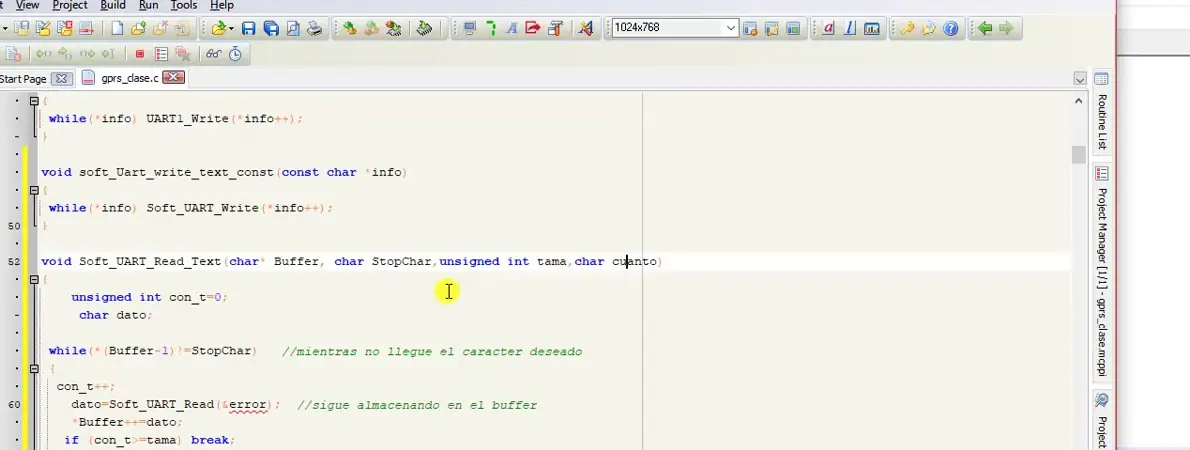 View Project Build Run Tools Help
1024x768
Start Page gprs_clase.c
{
while(*info) UART1_Write(*info++);
}
void soft_Uart_write_text_const(const char *info)
{
while(*info) Soft_UART_Write(*info++);
50 }
52 void Soft_UART_Read_Text(char* Buffer, char StopChar,unsigned int tama,char cuanto)
{
unsigned int con_t=0;
char dato;
while(*(Buffer-1)!=StopChar) //mientras no llegue el caracter deseado
{
con_t++;
60 dato=Soft_UART_Read(&error); //sigue almacenando en el buffer
*Buffer++=dato;
if (con_t>=tama) break;
Routine List
Project Manager [1/1] - gprs_clase.mcppi
Project